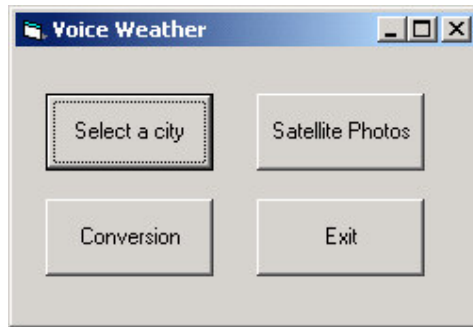 Voice Weather
Select a city
Satellite Photos
Conversion
Exit